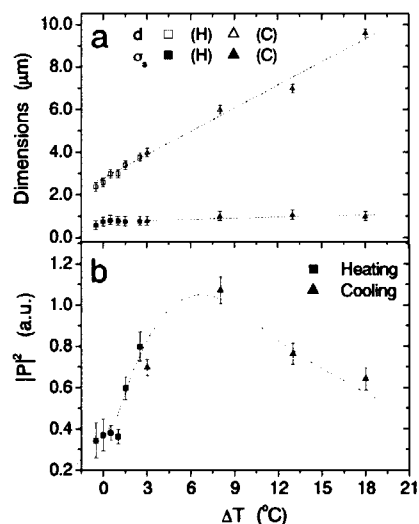 a
d □ (H) △ (C)
σₐ ■ (H) ▲ (C)
Dimensions (μm)
10.0
8.0
6.0
4.0
2.0
0.0
b
■ Heating
▲ Cooling
|P|² (a.u.)
1.2
1.0
0.8
0.6
0.4
0.2
0 3 6 9 12 15 18 21
ΔT (°C)